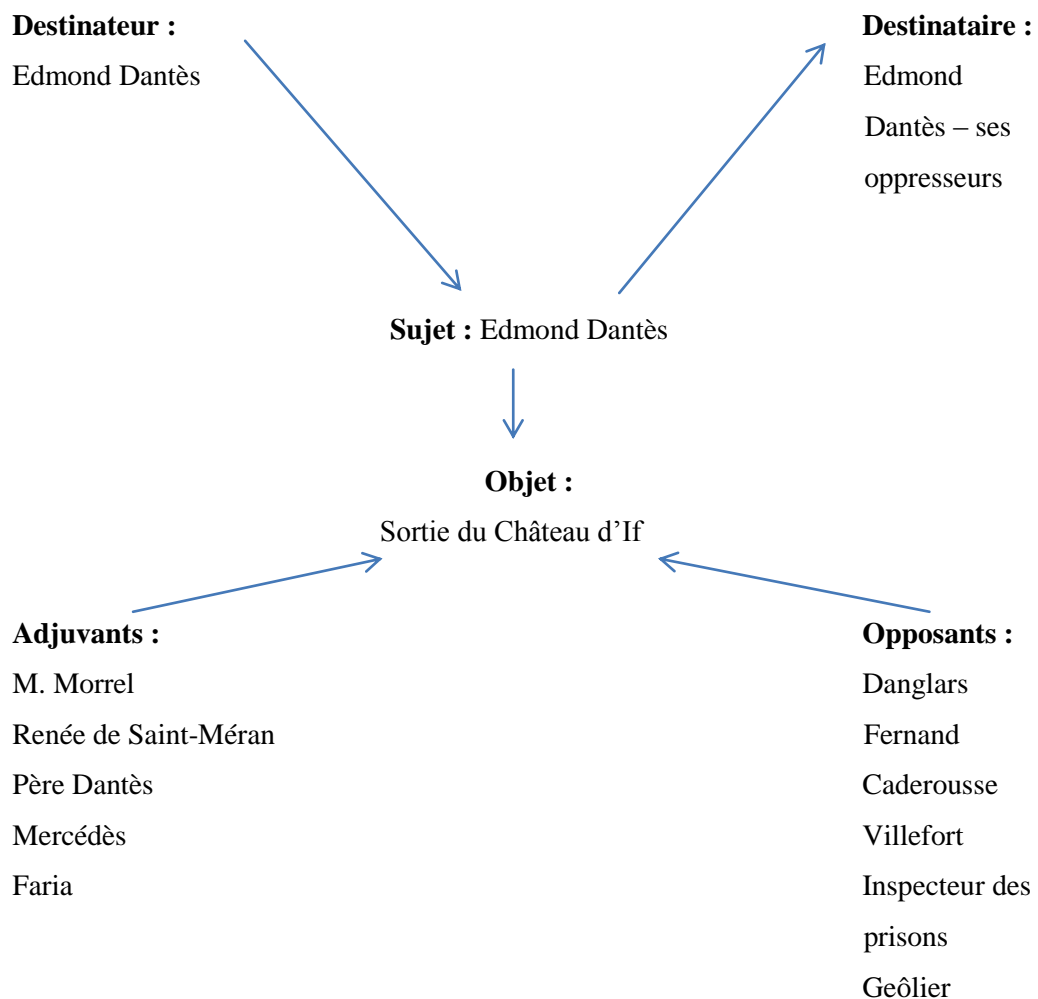 Destinateur :
Edmond Dantès
Destinataire :
Edmond
Dantès – ses
oppresseurs
Sujet : Edmond Dantès
Objet :
Sortie du Château d’If
Adjuvants :
M. Morrel
Renée de Saint-Méran
Père Dantès
Mercédès
Faria
Opposants :
Danglars
Fernand
Caderousse
Villefort
Inspecteur des
prisons
Geôlier